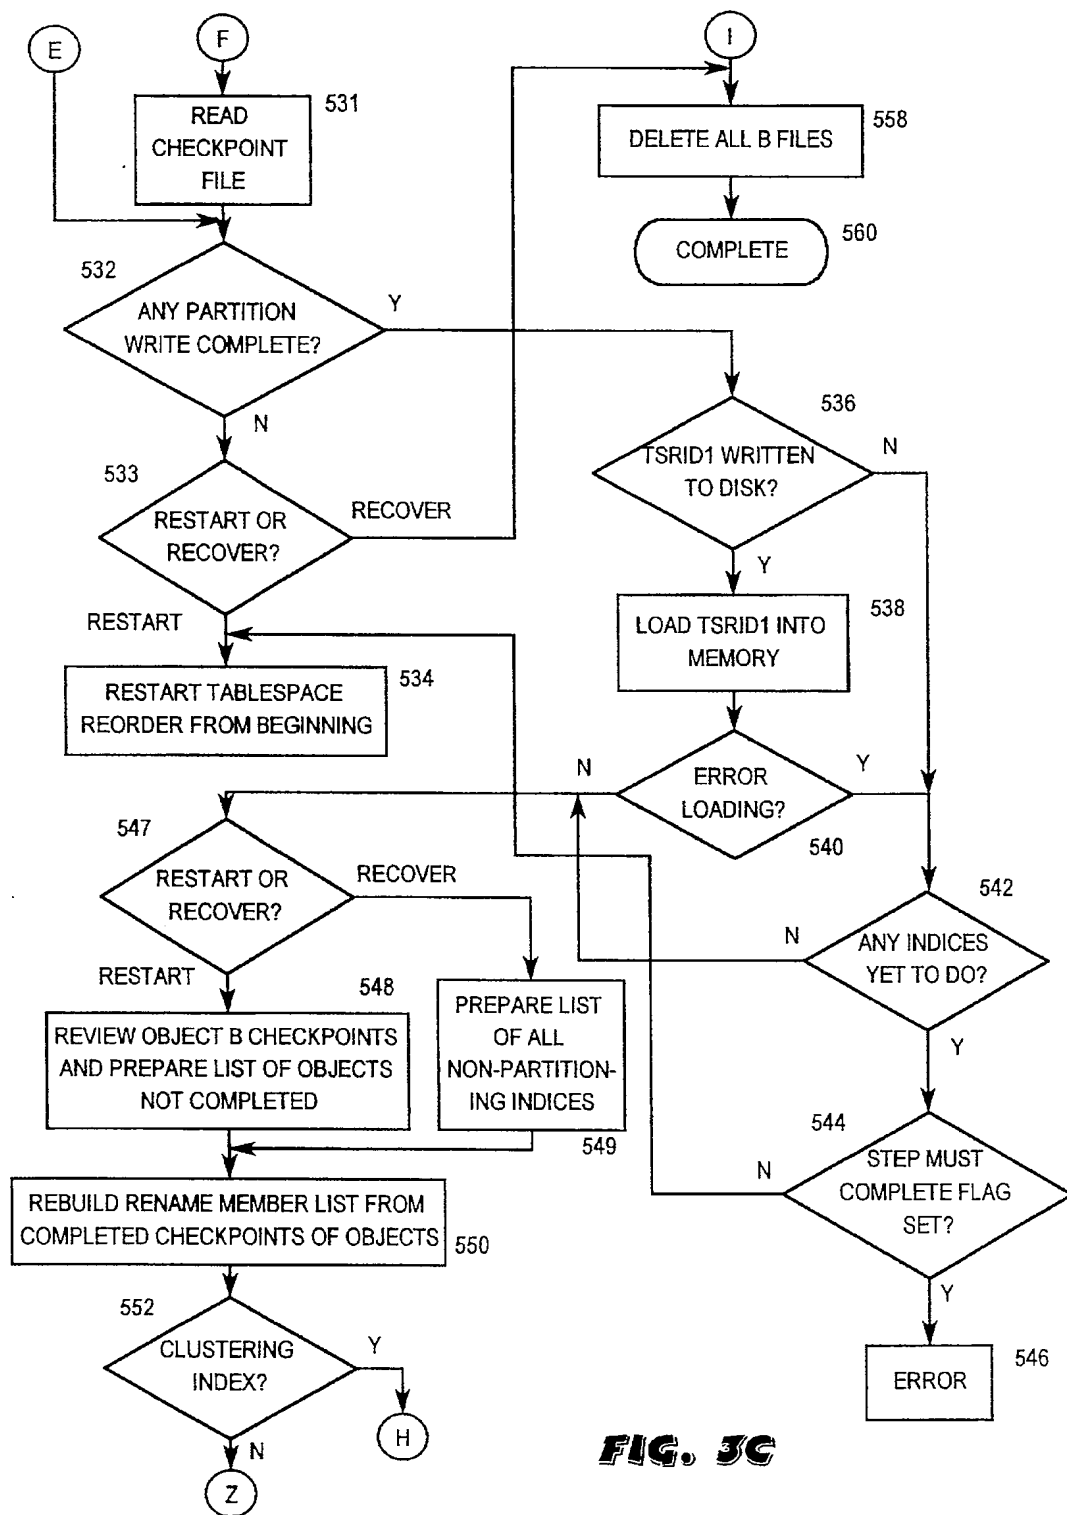 E
F
I
READ
CHECKPOINT
FILE
531
DELETE ALL B FILES
558
COMPLETE
560
532
ANY PARTITION
WRITE COMPLETE?
Y
N
533
RESTART OR
RECOVER?
RECOVER
RESTART
RESTART TABLESPACE
REORDER FROM BEGINNING
534
536
TSRID1 WRITTEN
TO DISK?
N
Y
LOAD TSRID1 INTO
MEMORY
538
ERROR
LOADING?
N
Y
540
547
RESTART OR
RECOVER?
RECOVER
RESTART
542
ANY INDICES
YET TO DO?
N
Y
548
REVIEW OBJECT B CHECKPOINTS
AND PREPARE LIST OF OBJECTS
NOT COMPLETED
PREPARE LIST
OF ALL
NON-PARTITION-
ING INDICES
549
544
STEP MUST
COMPLETE FLAG
SET?
N
Y
REBUILD RENAME MEMBER LIST FROM
COMPLETED CHECKPOINTS OF OBJECTS
550
552
CLUSTERING
INDEX?
Y
N
H
Z
ERROR
546
FIG. 3C